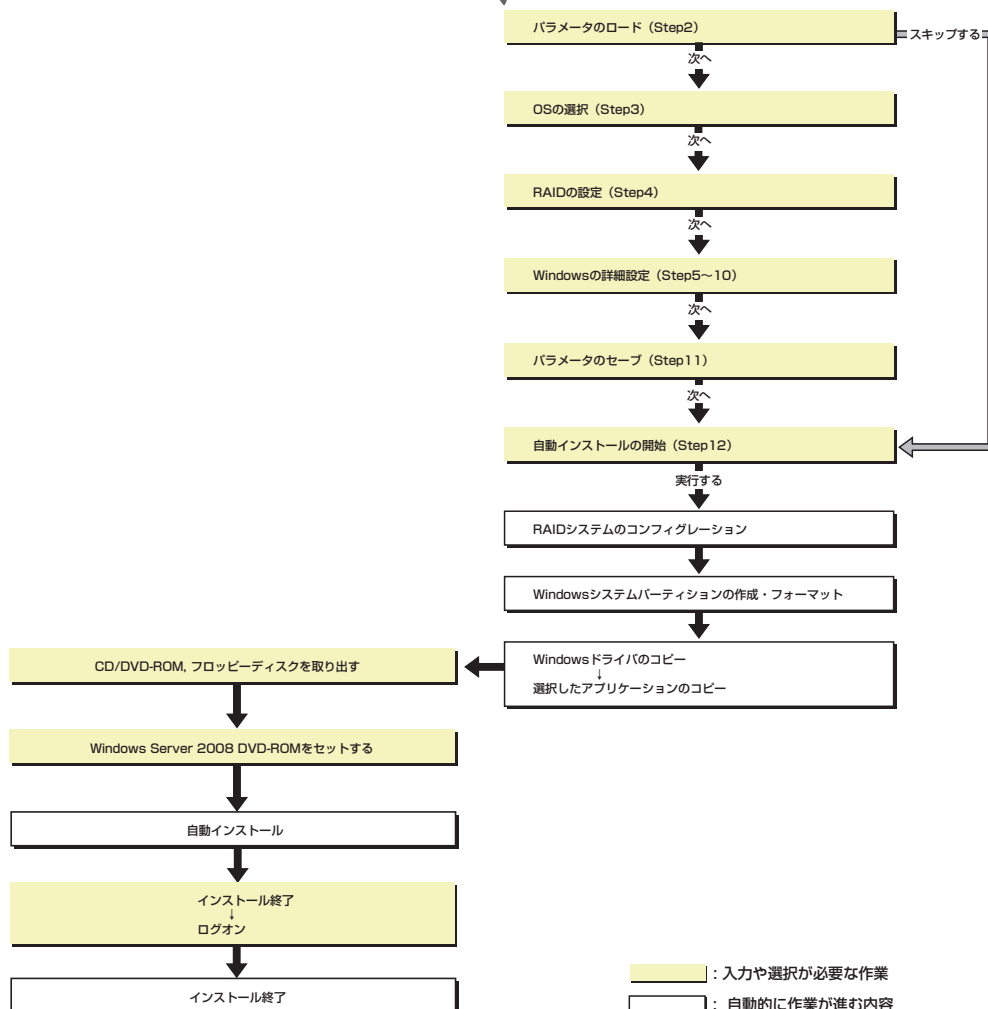 パラメータのロード（Step2）
スキップする
次へ
OSの選択（Step3）
次へ
RAIDの設定（Step4）
次へ
Windowsの詳細設定（Step5～10）
次へ
パラメータのセーブ（Step11）
次へ
自動インストールの開始（Step12）
実行する
RAIDシステムのコンフィグレーション
Windowsシステムパーティションの作成・フォーマット
Windowsドライバのコピー
↓
選択したアプリケーションのコピー
CD/DVD-ROM, フロッピーディスクを取り出す
Windows Server 2008 DVD-ROMをセットする
自動インストール
インストール終了
↓
ログオン
インストール終了
：入力や選択が必要な作業
： 自動的に作業が進む内容